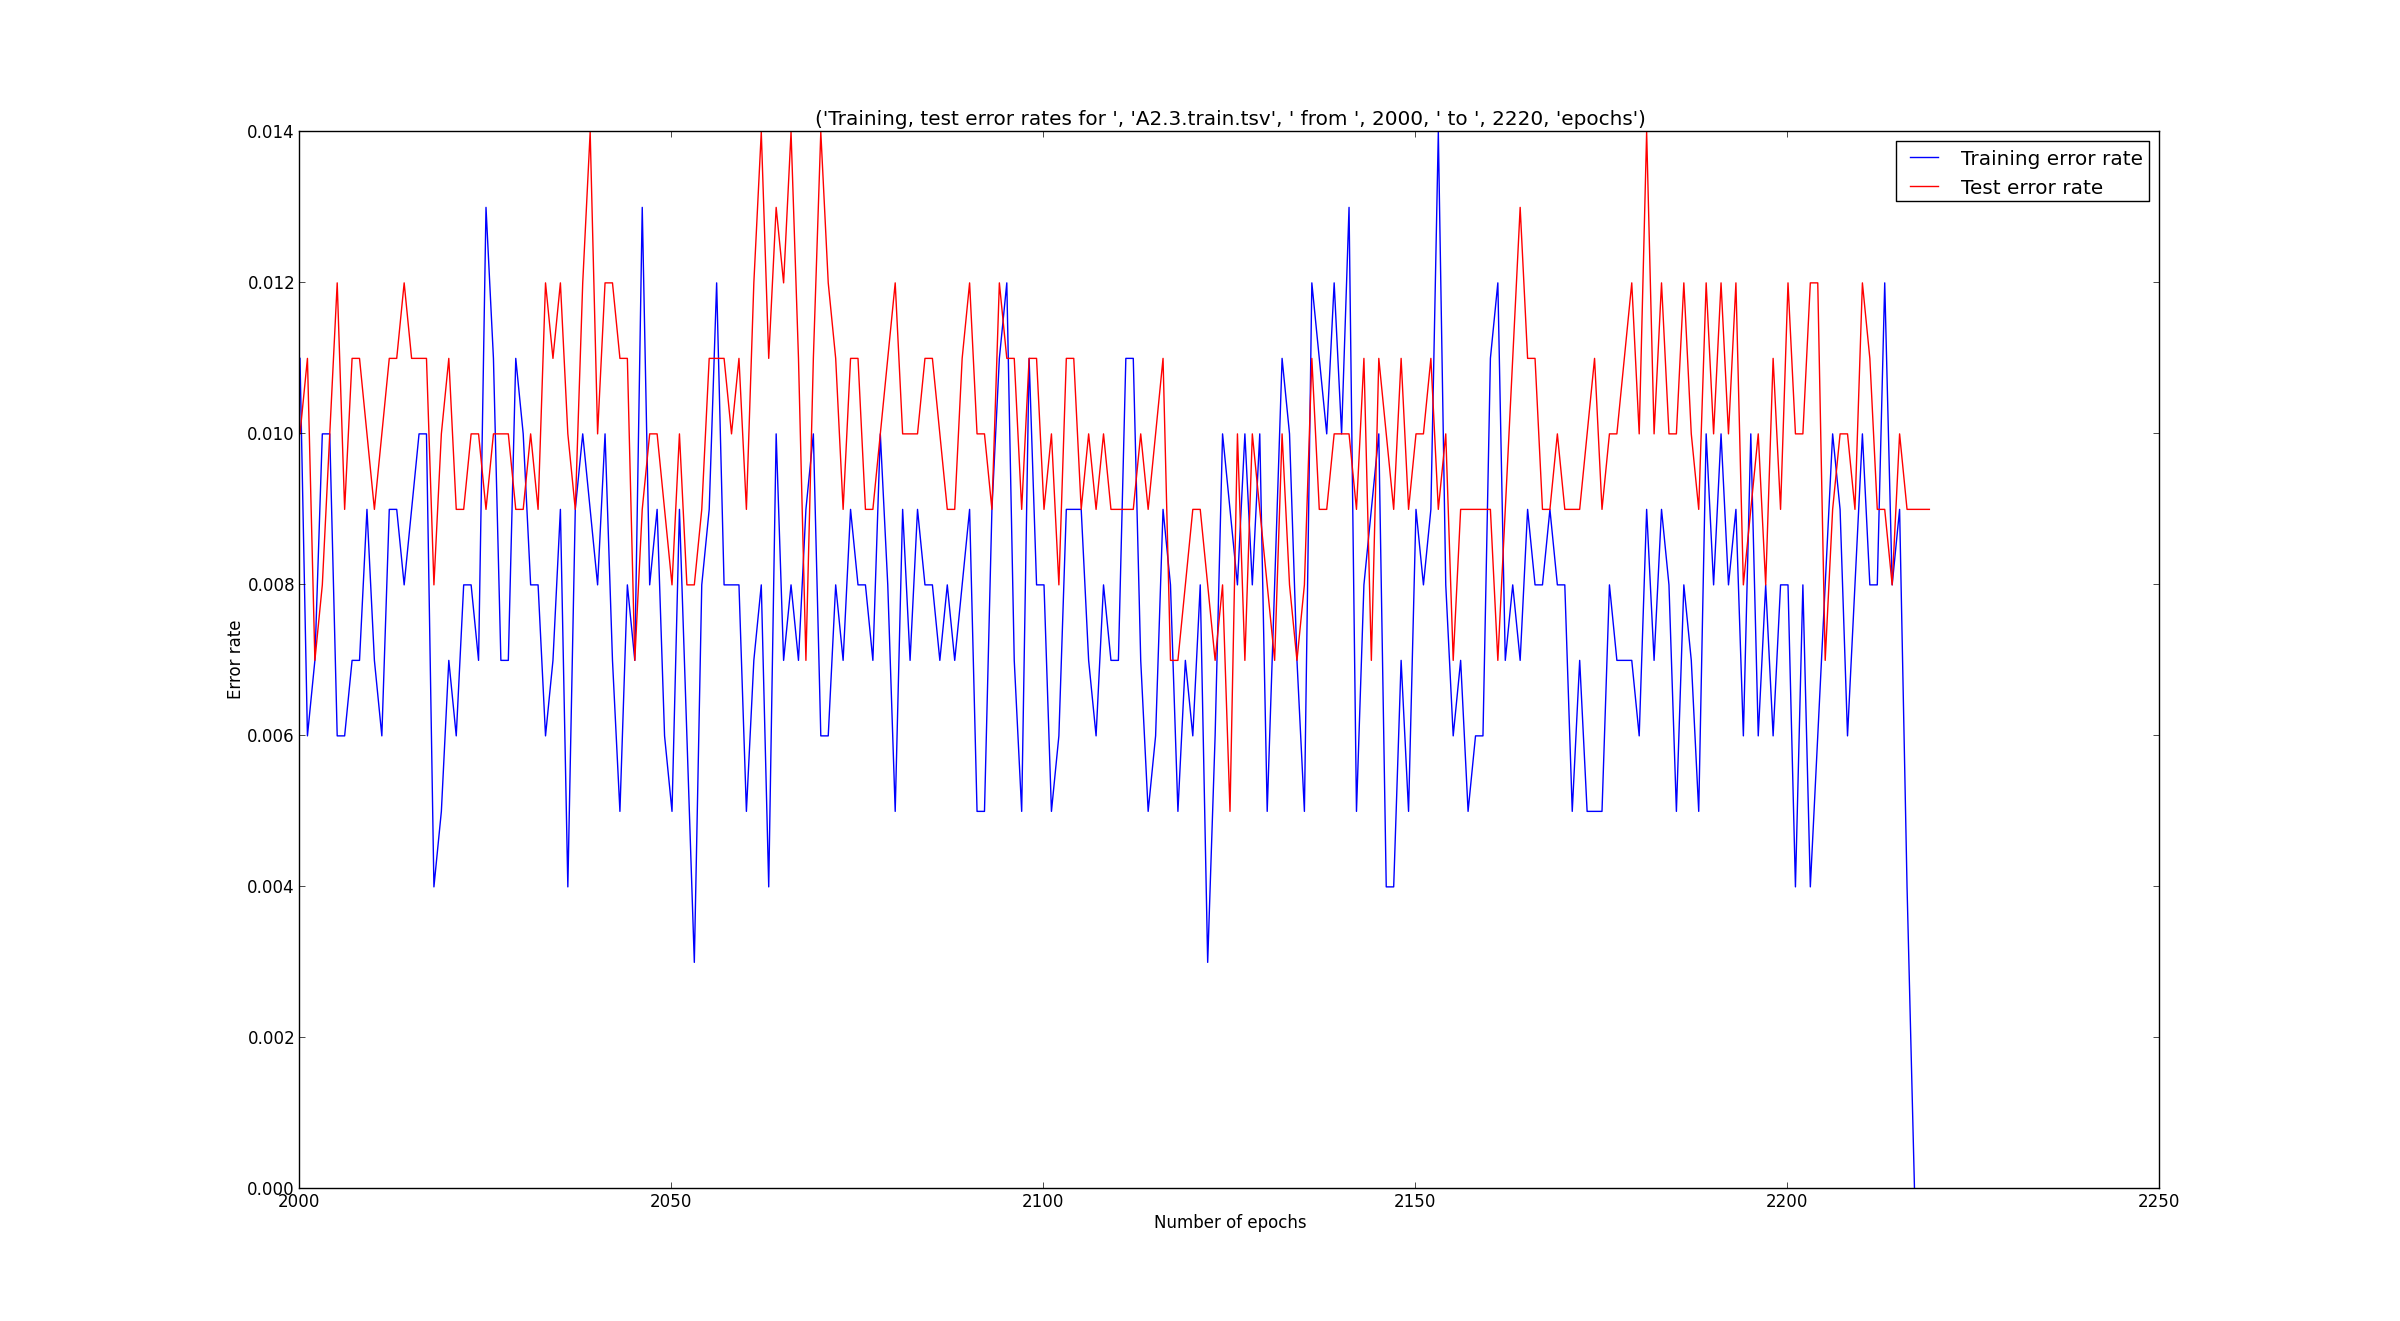 ('Training, test error rates for ', 'A2.3.train.tsv', ' from ', 2000, ' to ', 2220, 'epochs')
Training error rate
Test error rate
0.014
0.012
0.010
0.008
0.006
0.004
0.002
0.000
Error rate
2000
2050
2100
2150
2200
2250
Number of epochs